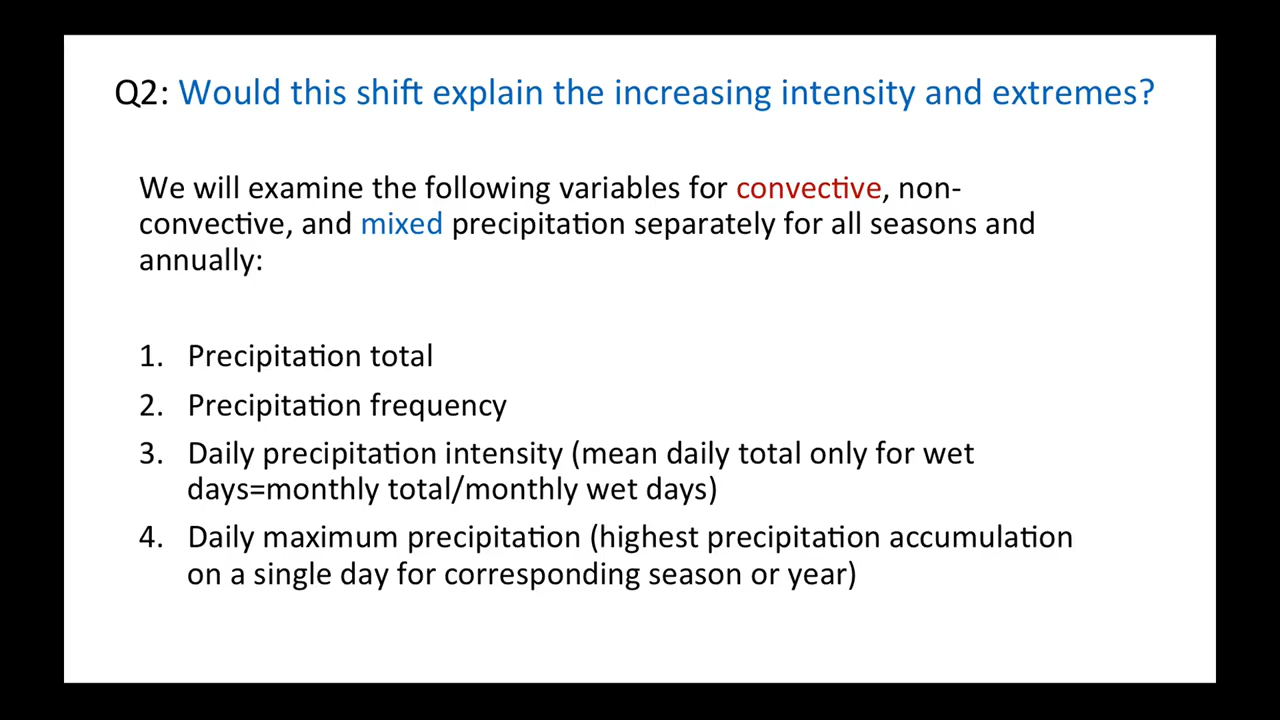 Q2: Would this shift explain the increasing intensity and extremes?
We will examine the following variables for convective, non-
convective, and mixed precipitation separately for all seasons and
annually:
1. Precipitation total
2. Precipitation frequency
3. Daily precipitation intensity (mean daily total only for wet
days=monthly total/monthly wet days)
4. Daily maximum precipitation (highest precipitation accumulation
on a single day for corresponding season or year)